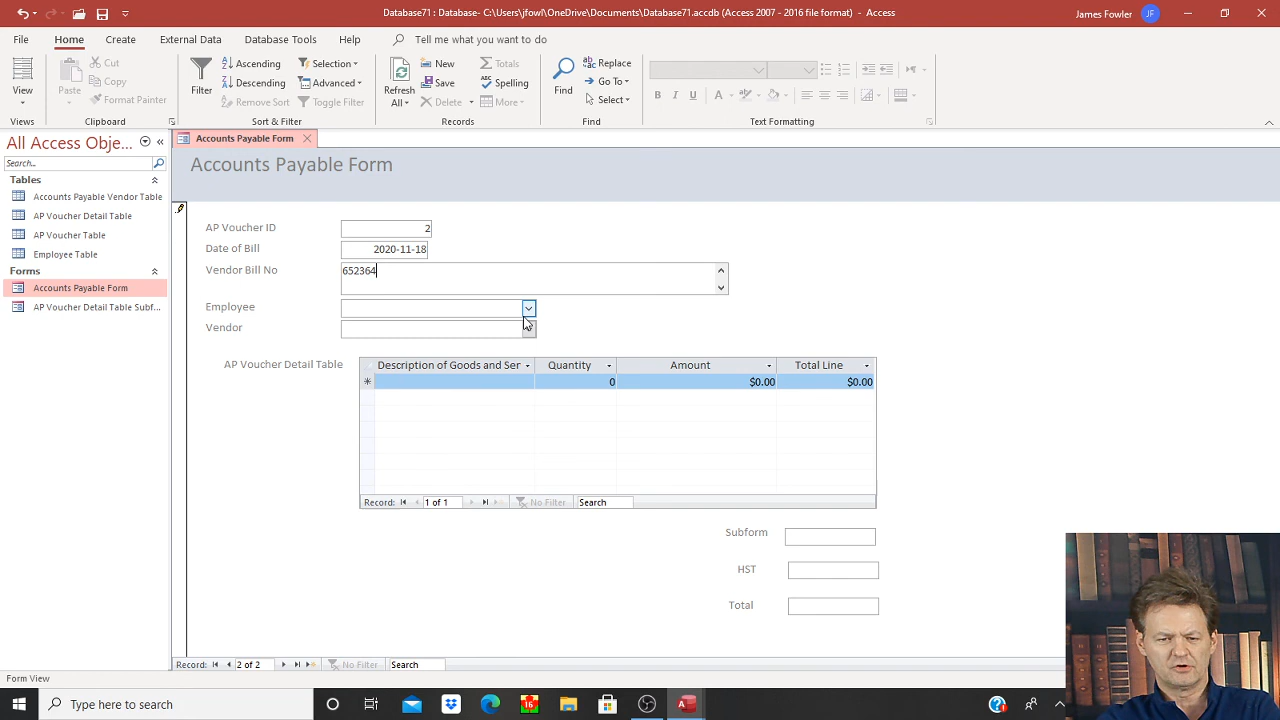 Database71 : Database- C:\Users\jfowl\OneDrive\Documents\Database71.accdb (Access 2007 - 2016 file format) - Access
James Fowler JF
File Home Create External Data Database Tools Help Tell me what you want to do
View
Views
Paste
Cut
Copy
Format Painter
Clipboard
Filter
Ascending
Descending
Remove Sort
Selection
Advanced
Toggle Filter
Sort & Filter
Refresh
All
New
Save
Delete
Totals
Spelling
More
Records
Find
Replace
Go To
Select
Find
B I U A
Text Formatting
All Access Obje...
Search...
Tables
Accounts Payable Vendor Table
AP Voucher Detail Table
AP Voucher Table
Employee Table
Forms
Accounts Payable Form
AP Voucher Detail Table Subf...
Accounts Payable Form
Accounts Payable Form
AP Voucher ID 2
Date of Bill 2020-11-18
Vendor Bill No 652364
Employee
Vendor
AP Voucher Detail Table
Description of Goods and Ser Quantity Amount Total Line
0 $0.00 $0.00
Record: 1 of 1 No Filter Search
Subform
HST
Total
Record: 2 of 2 No Filter Search
Form View
Type here to search
16